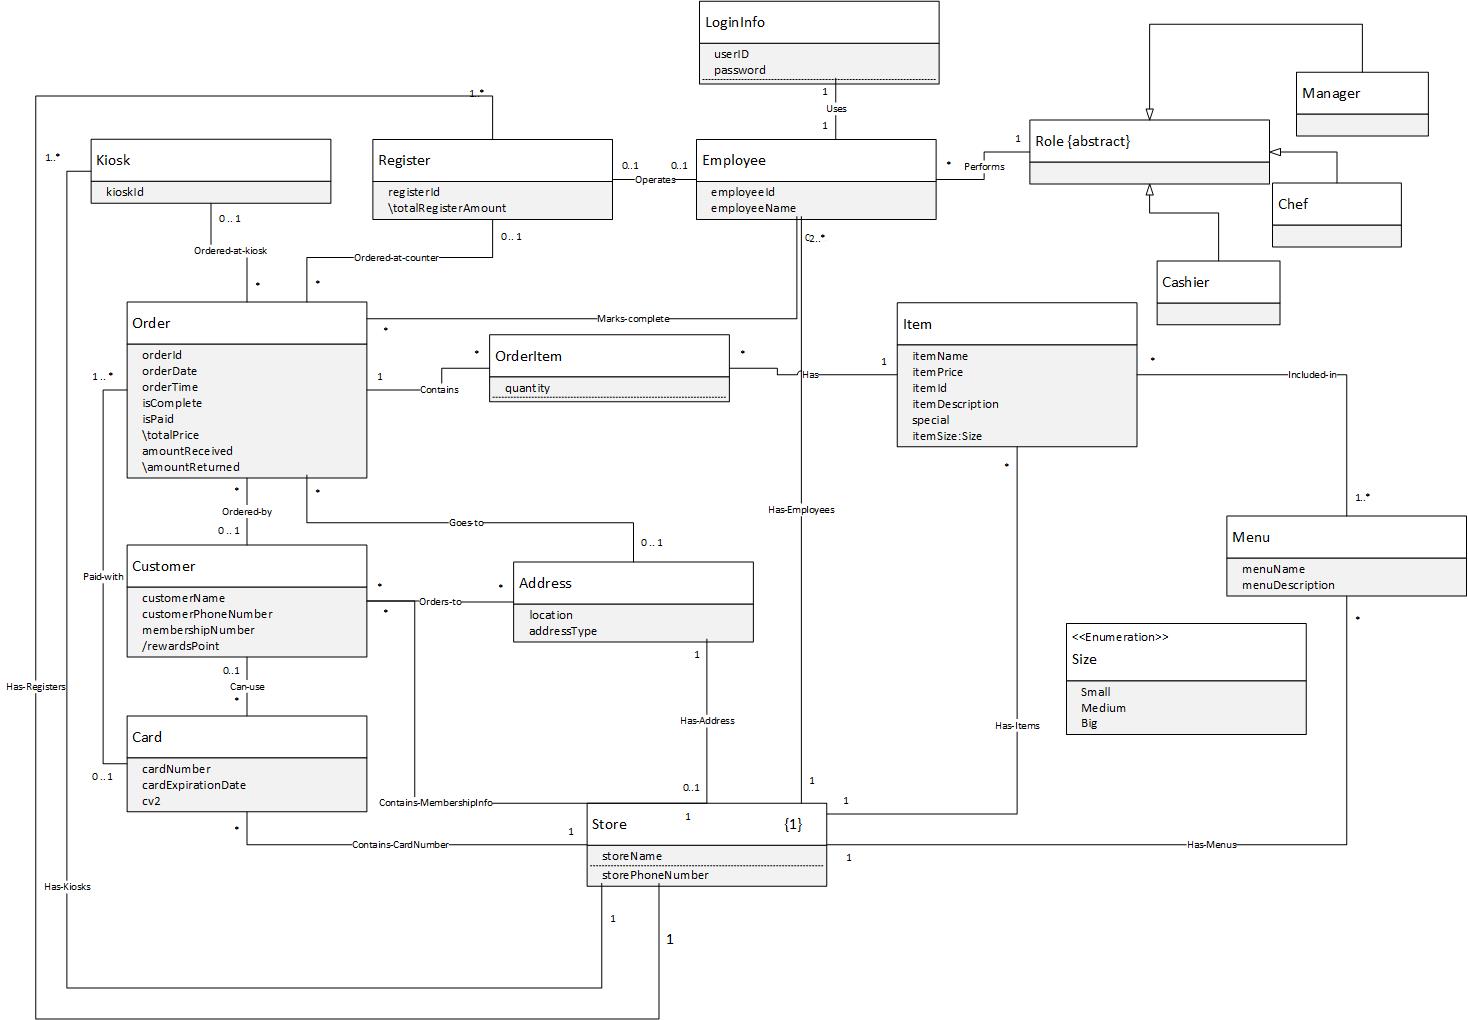 LoginInfo
userID
password
1
Uses
1
Manager
Role {abstract}
1
*
Performs
Chef
Cashier
1..*
1..*
Kiosk
kioskId
Register
registerId
\totalRegisterAmount
0..1
Operates
0..1
Employee
employeeId
employeeName
0..1
Ordered-at-kiosk
*
0..1
Ordered-at-counter
*
2..*
Marks-complete
*
Order
orderId
orderDate
orderTime
isComplete
isPaid
\totalPrice
amountReceived
\amountReturned
1..*
1
Contains
*
OrderItem
quantity
*
Has
1
Item
itemName
itemPrice
itemId
itemDescription
special
itemSize:Size
*
Included-in
1..*
*
Menu
menuName
menuDescription
*
*
Ordered-by
0..1
*
Goes-to
0..1
Has-Employees
Paid-with
Customer
customerName
customerPhoneNumber
membershipNumber
/rewardsPoint
*
*
Orders-to
*
Address
location
addressType
1
<<Enumeration>>
Size
Small
Medium
Big
0..1
Can-use
*
Has-Registers
Has-Address
Has-Items
Card
cardNumber
cardExpirationDate
cv2
0..1
*
Contains-MembershipInfo
0..1
1
1
1
Contains-CardNumber
1
Store
{1}
storeName
storePhoneNumber
1
Has-Menus
Has-Kiosks
1
1